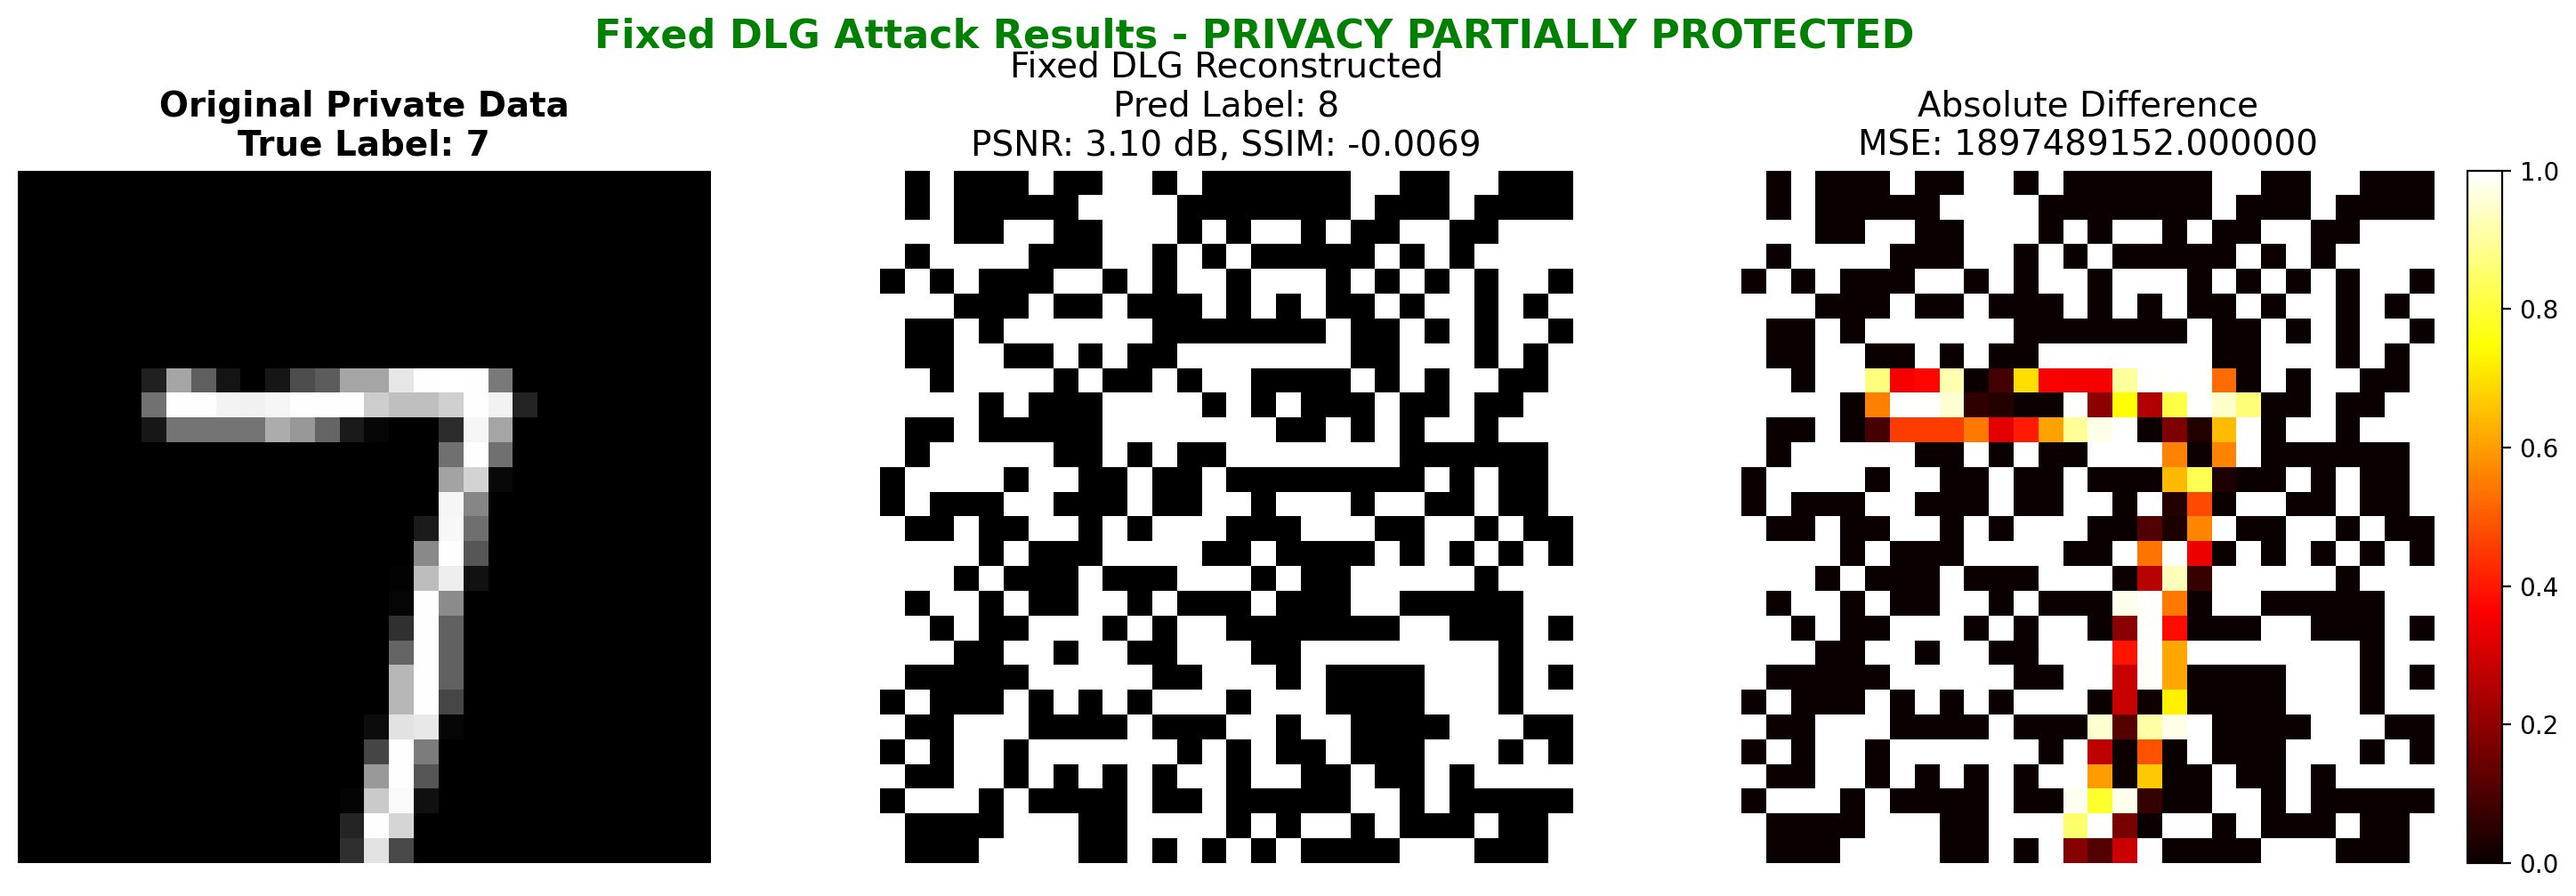 Fixed DLG Attack Results - PRIVACY PARTIALLY PROTECTED
Original Private Data
True Label: 7
Fixed DLG Reconstructed
Pred Label: 8
PSNR: 3.10 dB, SSIM: -0.0069
Absolute Difference
MSE: 1897489152.000000
1.0
0.8
0.6
0.4
0.2
0.0